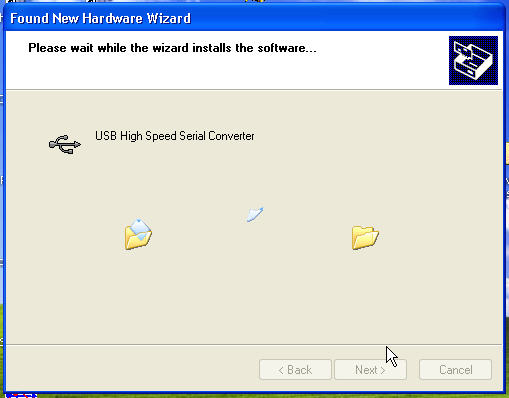 Found New Hardware Wizard
Please wait while the wizard installs the software...
USB High Speed Serial Converter
< Back
Next >
Cancel